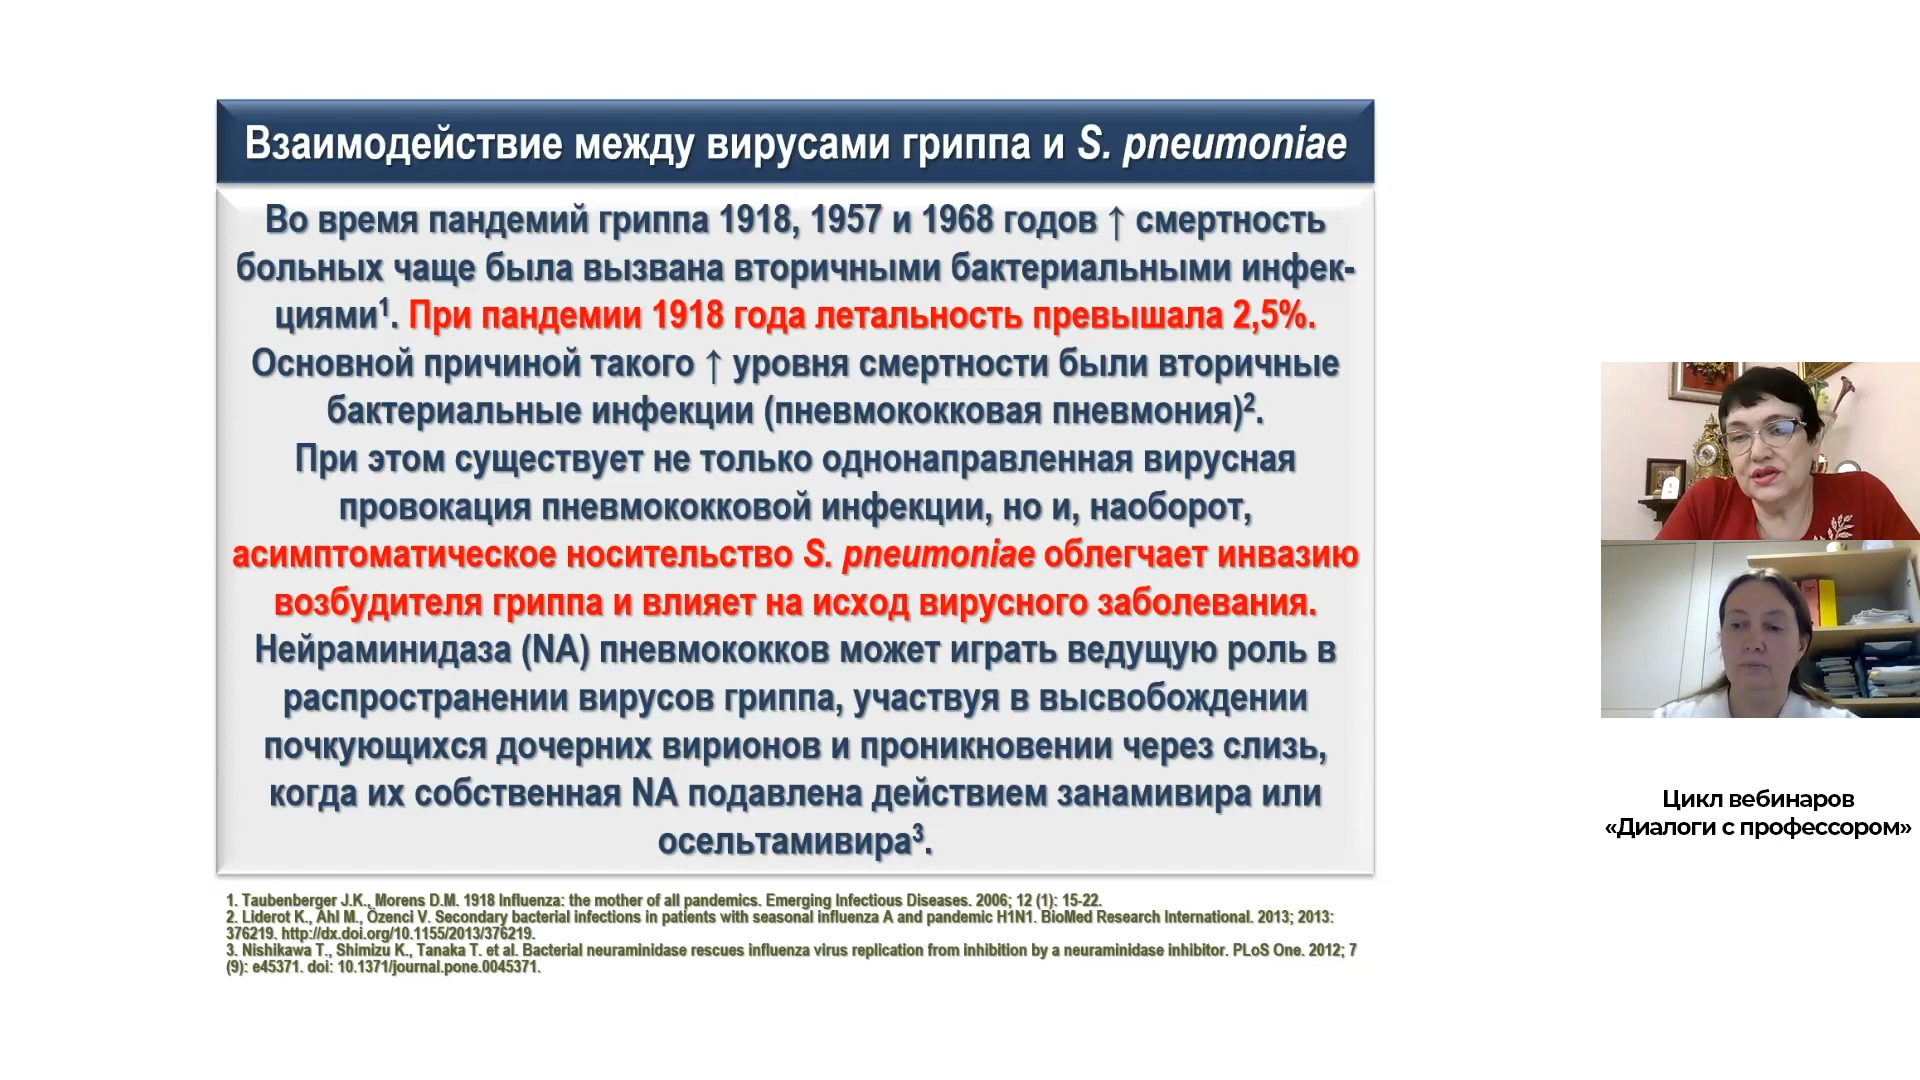 Взаимодействие между вирусами гриппа и S. pneumoniae
Во время пандемий гриппа 1918, 1957 и 1968 годов ↑ смертность
больных чаще была вызвана вторичными бактериальными инфек-
циями¹. При пандемии 1918 года летальность превышала 2,5%.
Основной причиной такого ↑ уровня смертности были вторичные
бактериальные инфекции (пневмококковая пневмония)².
При этом существует не только однонаправленная вирусная
провокация пневмококковой инфекции, но и, наоборот,
асимптоматическое носительство S. pneumoniae облегчает инвазию
возбудителя гриппа и влияет на исход вирусного заболевания.
Нейраминидаза (NA) пневмококков может играть ведущую роль в
распространении вирусов гриппа, участвуя в высвобождении
почкующихся дочерних вирионов и проникновении через слизь,
когда их собственная NA подавлена действием занамивира или
осельтамивира³.
1. Taubenberger J.K., Morens D.M. 1918 Influenza: the mother of all pandemics. Emerging Infectious Diseases. 2006; 12 (1): 15-22.
2. Liderot K., Ahl M., Özenci V. Secondary bacterial infections in patients with seasonal influenza A and pandemic H1N1. BioMed Research International. 2013; 2013:
376219. http://dx.doi.org/10.1155/2013/376219.
3. Nishikawa T., Shimizu K., Tanaka T. et al. Bacterial neuraminidase rescues influenza virus replication from inhibition by a neuraminidase inhibitor. PLoS One. 2012; 7
(9): e45371. doi: 10.1371/journal.pone.0045371.
Цикл вебинаров
«Диалоги с профессором»